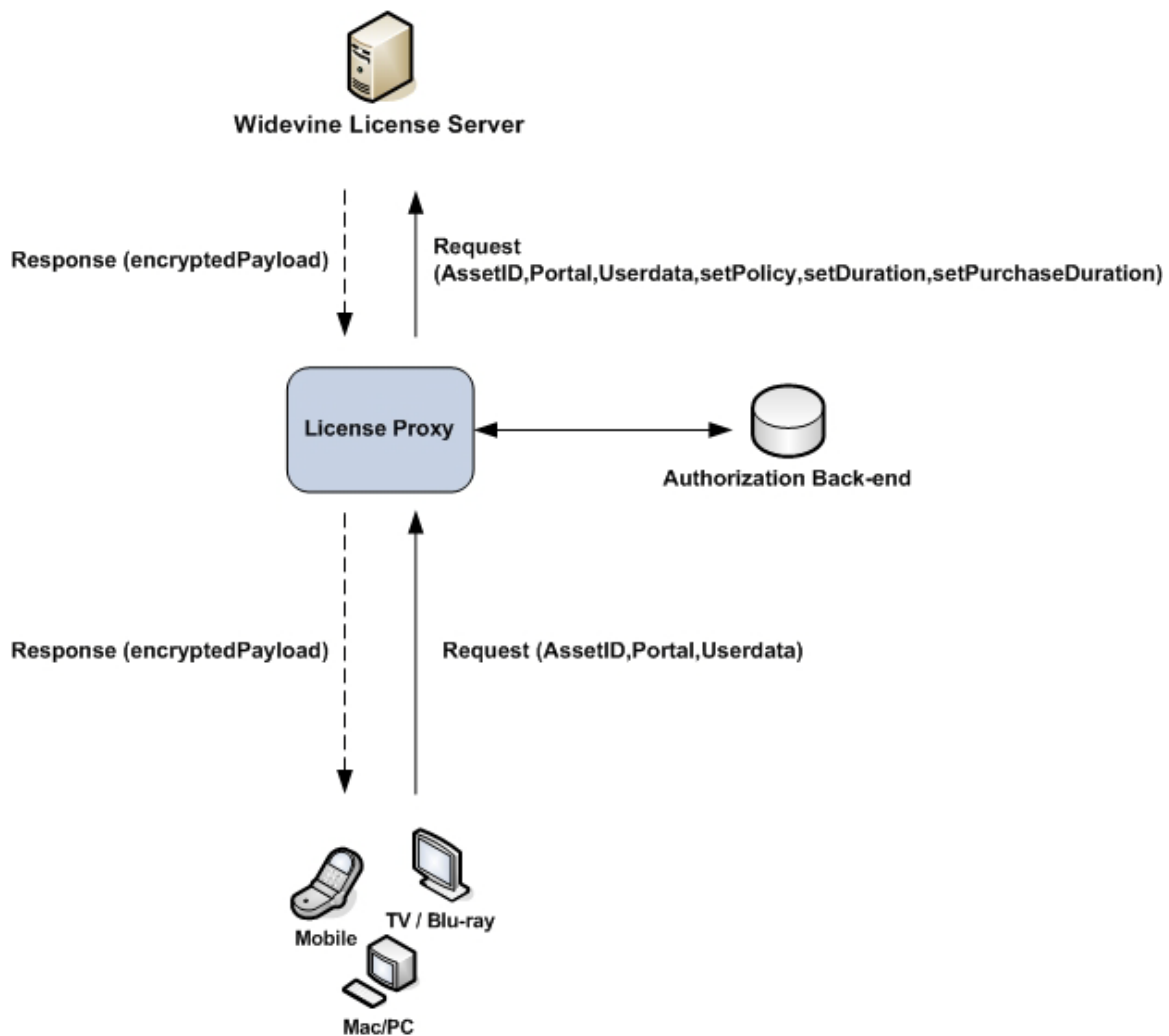 Widevine License Server
Response (encryptedPayload)
Request
(AssetID,Portal,Userdata,setPolicy,setDuration,setPurchaseDuration)
License Proxy
Authorization Back-end
Response (encryptedPayload)
Request (AssetID,Portal,Userdata)
TV / Blu-ray
Mobile
Mac/PC